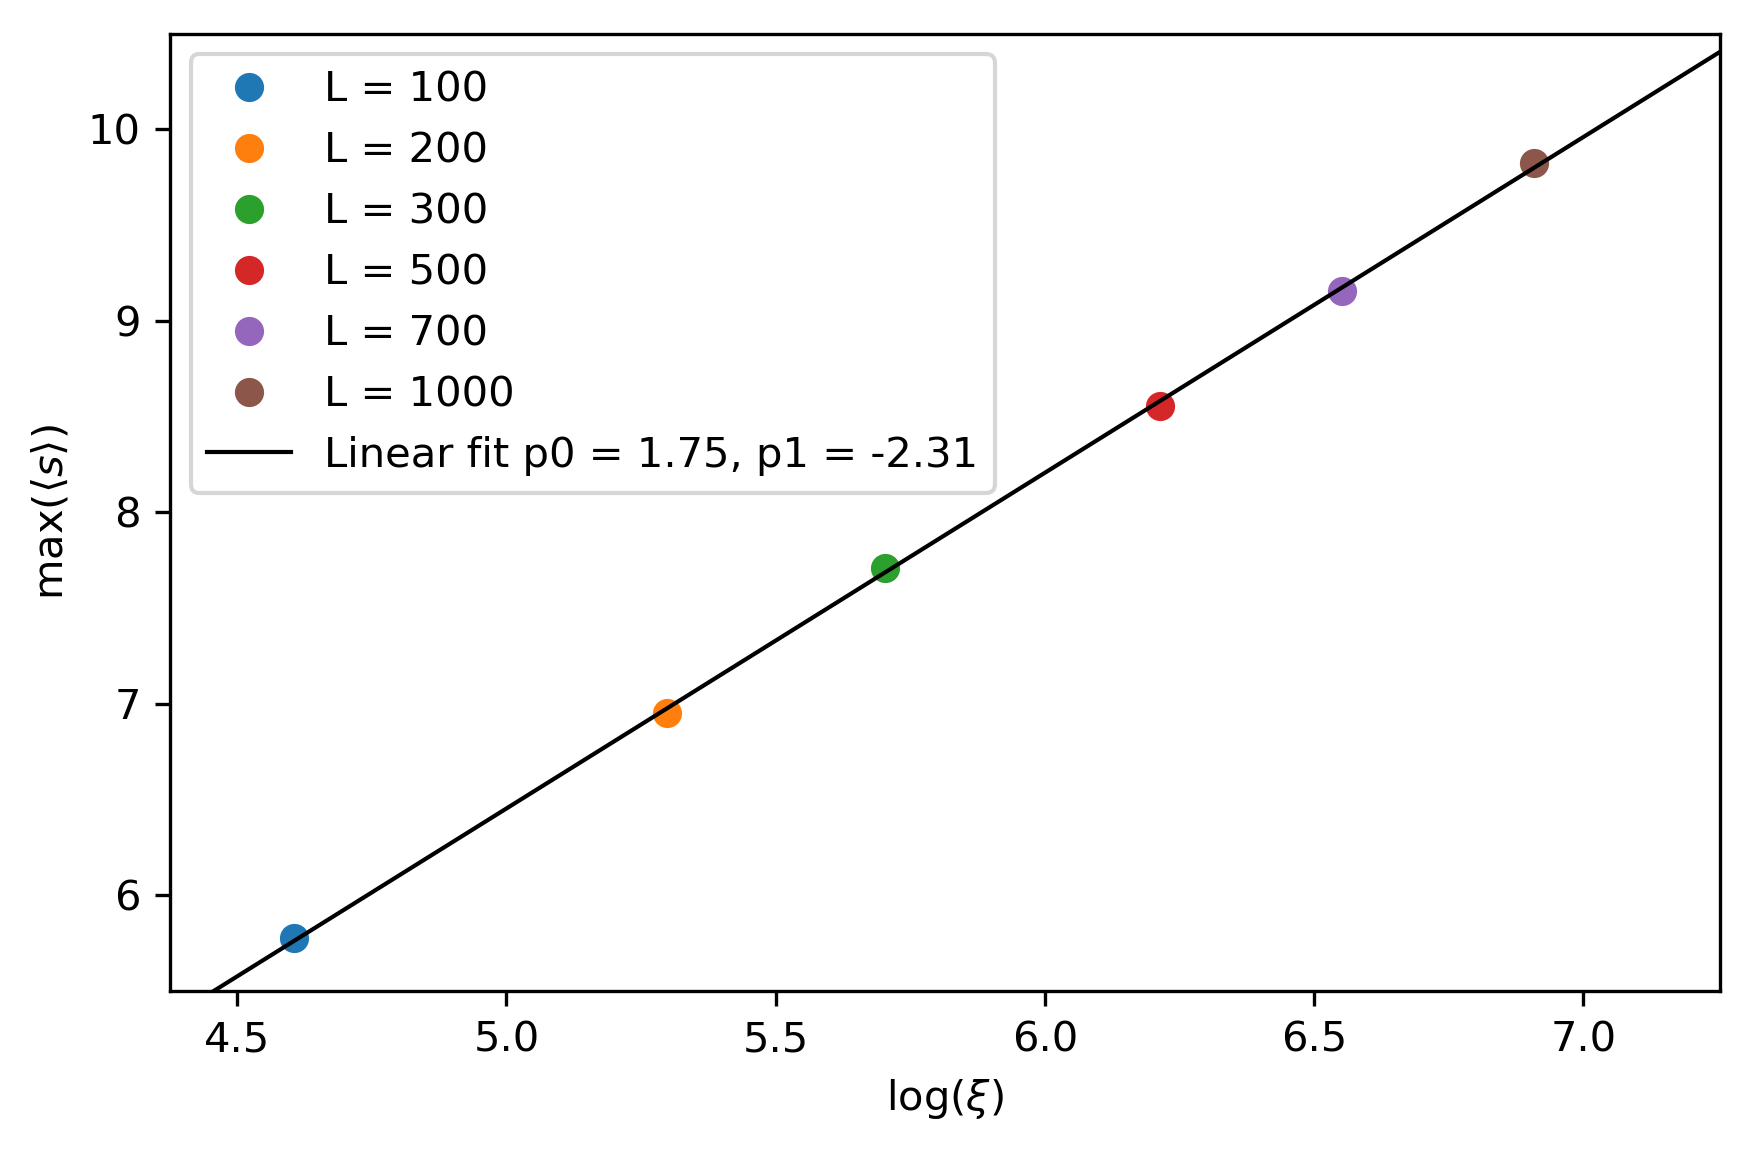 L = 100
L = 200
L = 300
L = 500
L = 700
L = 1000
Linear fit p0 = 1.75, p1 = -2.31
10
9
8
7
6
max(⟨s⟩)
4.5 5.0 5.5 6.0 6.5 7.0
log(ξ)